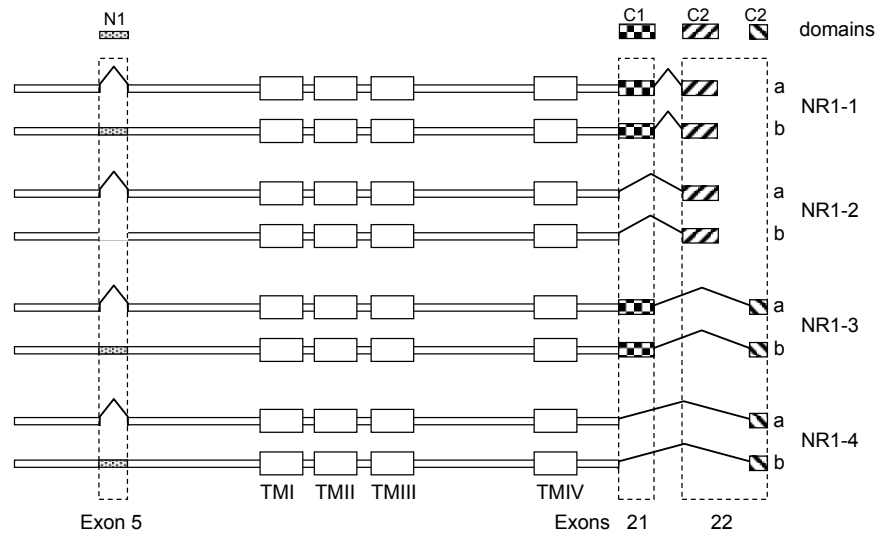 N1 C1 C2 C2 domains
a
NR1-1
b
a
NR1-2
b
a
NR1-3
b
a
NR1-4
b
TMI TMII TMIII TMIV
Exon 5 Exons 21 22